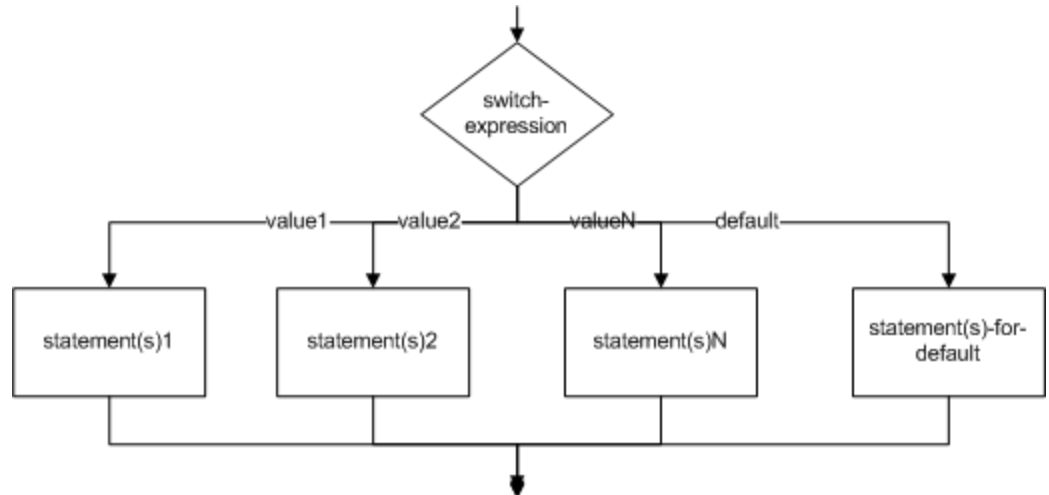 switch-
expression
value1
value2
valueN
default
statement(s)1
statement(s)2
statement(s)N
statement(s)-for-
default